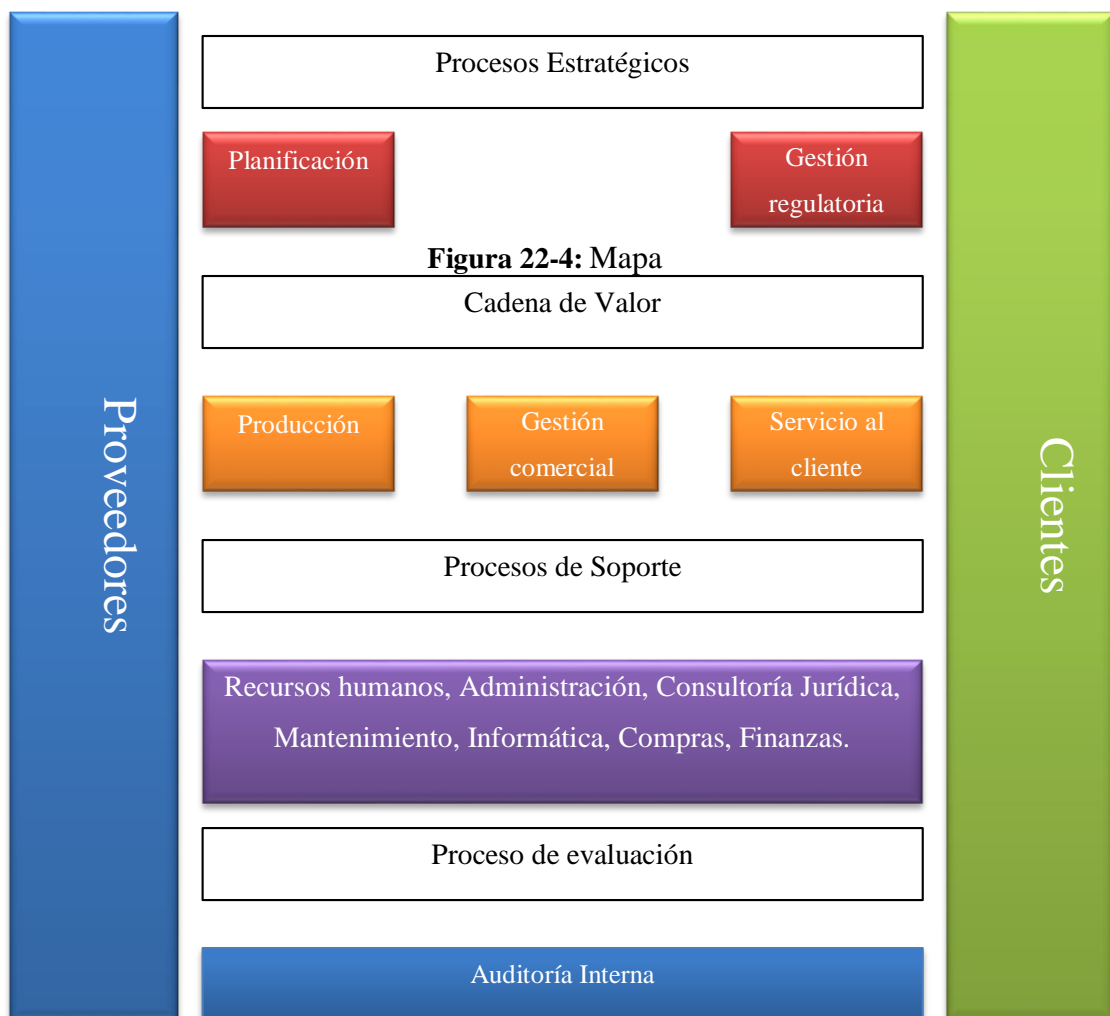 Procesos Estratégicos
Planificación
Gestión
regulatoria
Figura 22-4: Mapa
Cadena de Valor
Proveedores
Producción
Gestión
comercial
Servicio al
cliente
Clientes
Procesos de Soporte
Recursos humanos, Administración, Consultoría Jurídica,
Mantenimiento, Informática, Compras, Finanzas.
Proceso de evaluación
Auditoría Interna